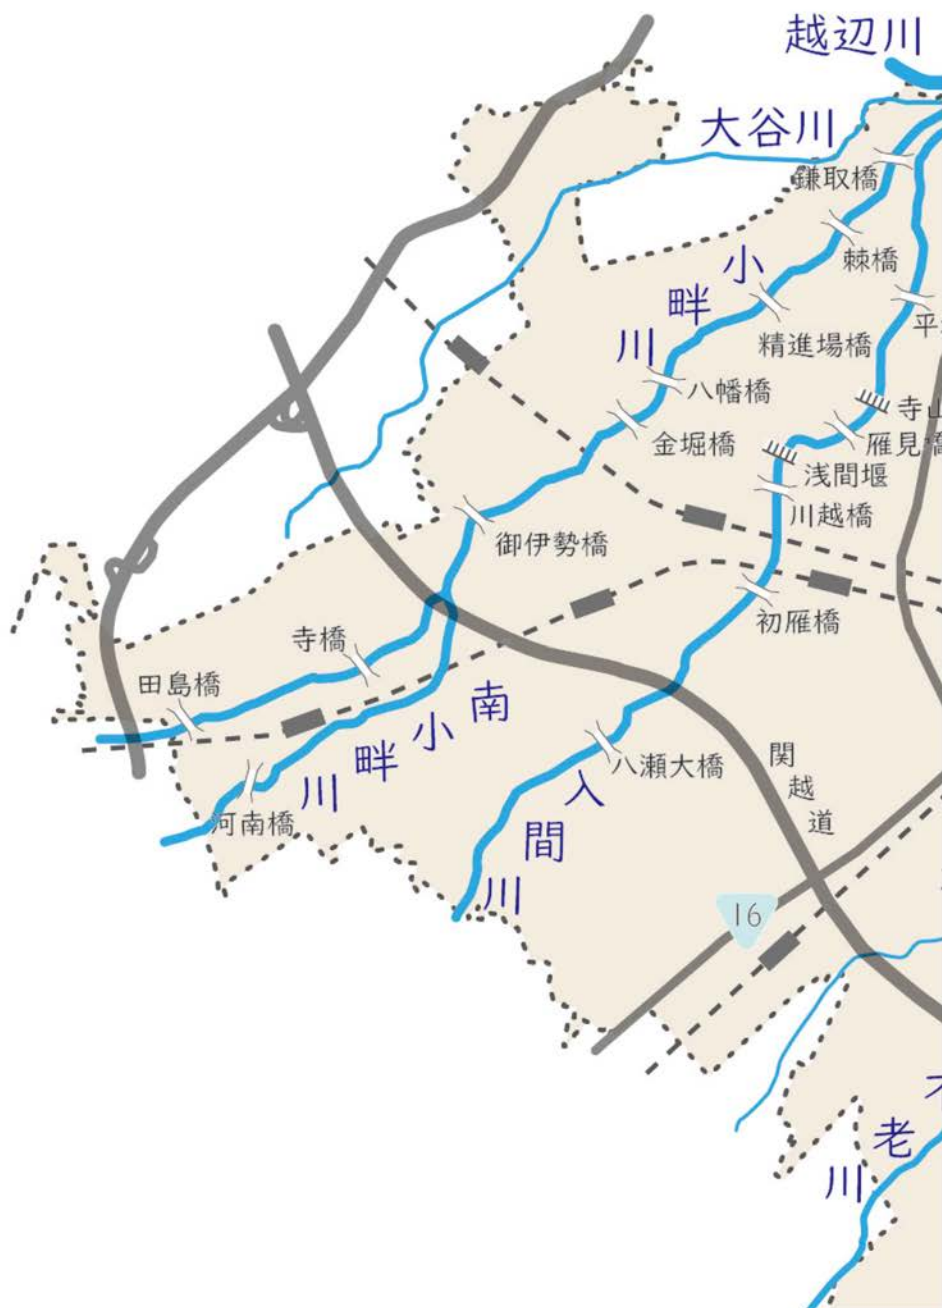 越辺川
大谷川
鎌取橋
棘橋
小畔川
平
精進場橋
八幡橋
寺山
金堀橋
雁見橋
浅間堰
川越橋
御伊勢橋
初雁橋
寺橋
田島橋
南小畔川
八瀬大橋
関越道
入間川
河南橋
16
老川